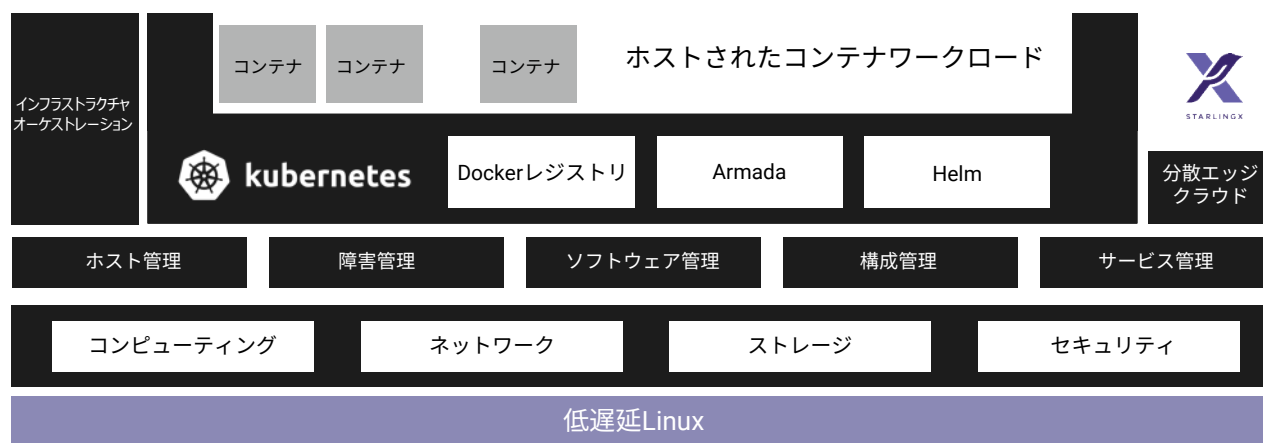 コンテナ
コンテナ
コンテナ
ホストされたコンテナワークロード
インフラストラクチャ
オーケストレーション
STARLINGX
kubernetes
Dockerレジストリ
Armada
Helm
分散エッジ
クラウド
ホスト管理
障害管理
ソフトウェア管理
構成管理
サービス管理
コンピューティング
ネットワーク
ストレージ
セキュリティ
低遅延Linux